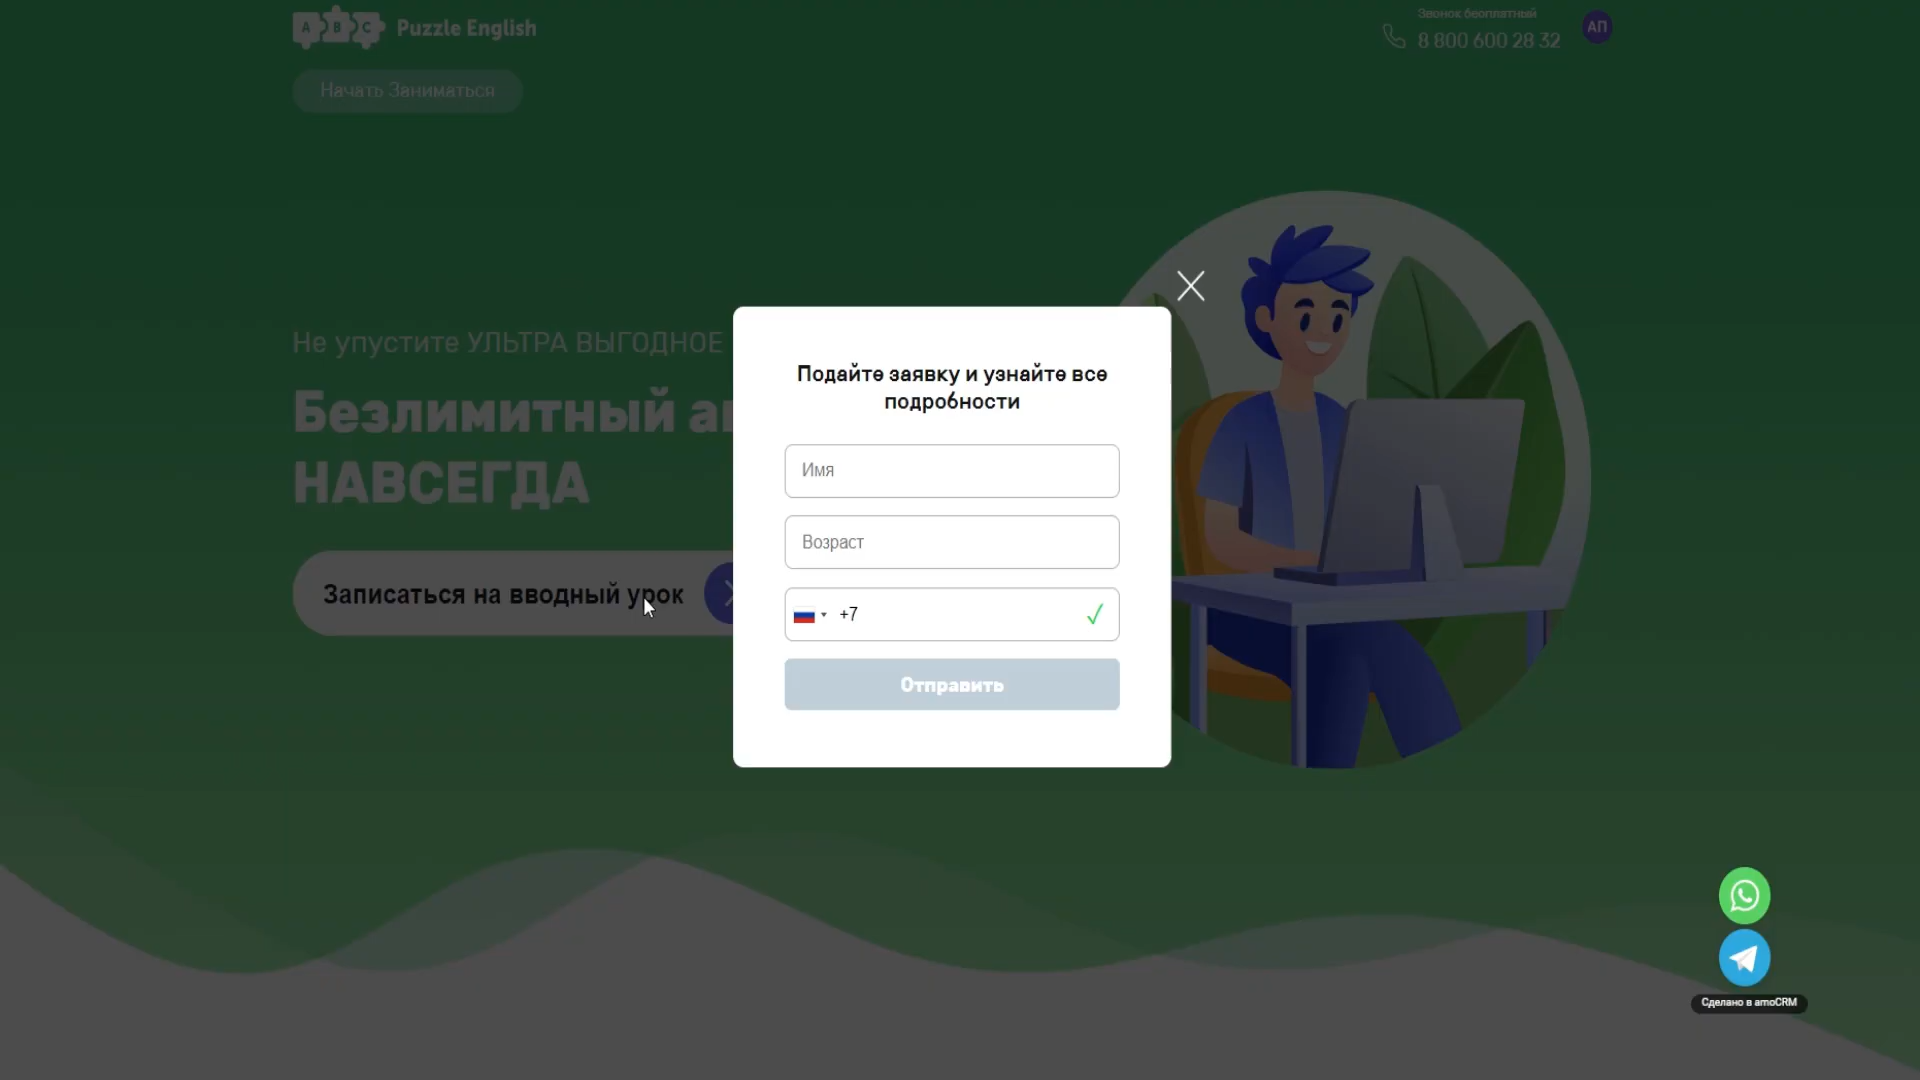 A B C Puzzle English
Звонок бесплатный
8 800 600 28 32
АП
Начать Заниматься
Не упустите УЛЬТРА ВЫГОДНОЕ
Безлимитный
НАВСЕГДА
Записаться на вводный урок
Подайте заявку и узнайте все
подробности
Имя
Возраст
+7
Отправить
Сделано в amoCRM